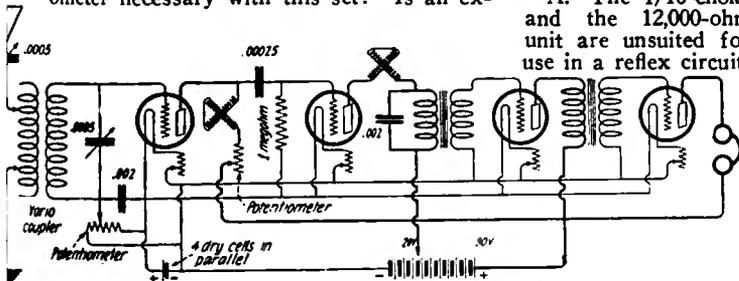 ometer necessary with this set? Is an ex-
A. The 1/10-choke
and the 12,000-ohm
unit are unsuited for
use in a reflex circuit
.0005
.00025
.0005
1 megohm
.002
.002
Vario
coupler
Potentiometer
Potentiometer
4 dry cells in
parallel
+ -
-
20V
90V
+